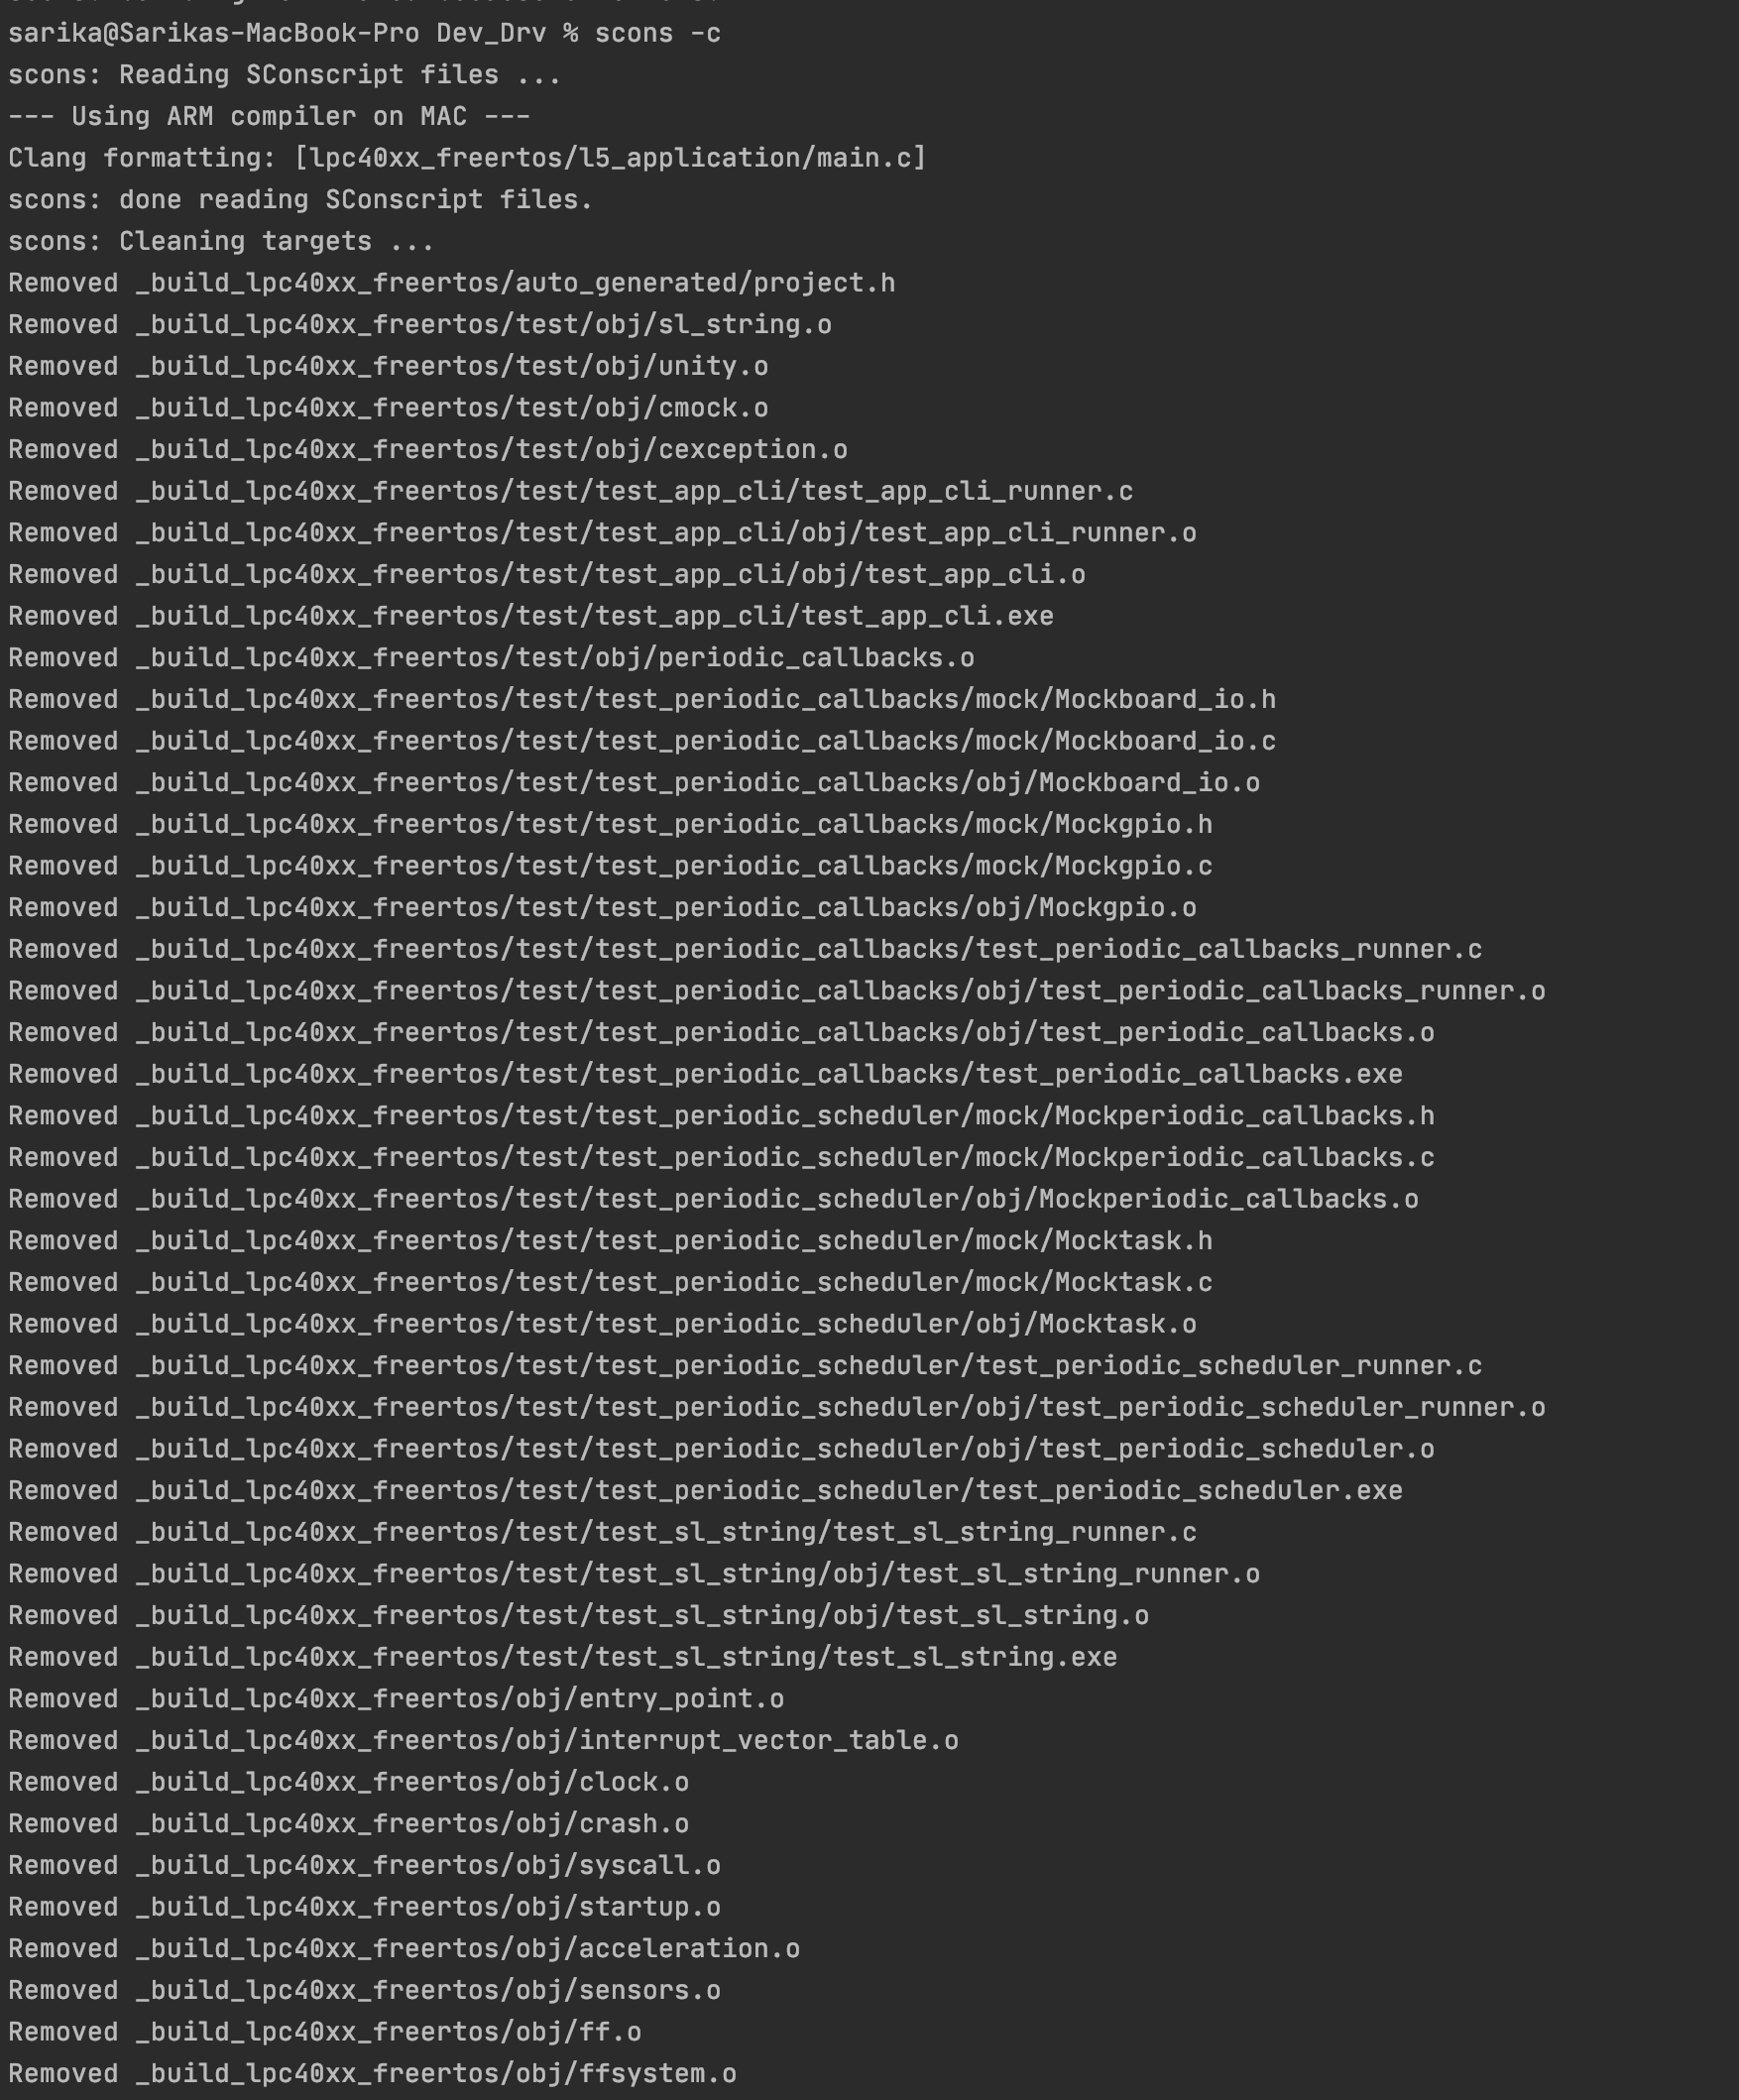 sarika@Sarikas-MacBook-Pro Dev_Drv % scons -c
scons: Reading SConscript files ...
--- Using ARM compiler on MAC ---
Clang formatting: [lpc40xx_freertos/l5_application/main.c]
scons: done reading SConscript files.
scons: Cleaning targets ...
Removed _build_lpc40xx_freertos/auto_generated/project.h
Removed _build_lpc40xx_freertos/test/obj/sl_string.o
Removed _build_lpc40xx_freertos/test/obj/unity.o
Removed _build_lpc40xx_freertos/test/obj/cmock.o
Removed _build_lpc40xx_freertos/test/obj/cexception.o
Removed _build_lpc40xx_freertos/test/test_app_cli/test_app_cli_runner.c
Removed _build_lpc40xx_freertos/test/test_app_cli/obj/test_app_cli_runner.o
Removed _build_lpc40xx_freertos/test/test_app_cli/obj/test_app_cli.o
Removed _build_lpc40xx_freertos/test/test_app_cli/test_app_cli.exe
Removed _build_lpc40xx_freertos/test/obj/periodic_callbacks.o
Removed _build_lpc40xx_freertos/test/test_periodic_callbacks/mock/Mockboard_io.h
Removed _build_lpc40xx_freertos/test/test_periodic_callbacks/mock/Mockboard_io.c
Removed _build_lpc40xx_freertos/test/test_periodic_callbacks/obj/Mockboard_io.o
Removed _build_lpc40xx_freertos/test/test_periodic_callbacks/mock/Mockgpio.h
Removed _build_lpc40xx_freertos/test/test_periodic_callbacks/mock/Mockgpio.c
Removed _build_lpc40xx_freertos/test/test_periodic_callbacks/obj/Mockgpio.o
Removed _build_lpc40xx_freertos/test/test_periodic_callbacks/test_periodic_callbacks_runner.c
Removed _build_lpc40xx_freertos/test/test_periodic_callbacks/obj/test_periodic_callbacks_runner.o
Removed _build_lpc40xx_freertos/test/test_periodic_callbacks/obj/test_periodic_callbacks.o
Removed _build_lpc40xx_freertos/test/test_periodic_callbacks/test_periodic_callbacks.exe
Removed _build_lpc40xx_freertos/test/test_periodic_scheduler/mock/Mockperiodic_callbacks.h
Removed _build_lpc40xx_freertos/test/test_periodic_scheduler/mock/Mockperiodic_callbacks.c
Removed _build_lpc40xx_freertos/test/test_periodic_scheduler/obj/Mockperiodic_callbacks.o
Removed _build_lpc40xx_freertos/test/test_periodic_scheduler/mock/Mocktask.h
Removed _build_lpc40xx_freertos/test/test_periodic_scheduler/mock/Mocktask.c
Removed _build_lpc40xx_freertos/test/test_periodic_scheduler/obj/Mocktask.o
Removed _build_lpc40xx_freertos/test/test_periodic_scheduler/test_periodic_scheduler_runner.c
Removed _build_lpc40xx_freertos/test/test_periodic_scheduler/obj/test_periodic_scheduler_runner.o
Removed _build_lpc40xx_freertos/test/test_periodic_scheduler/obj/test_periodic_scheduler.o
Removed _build_lpc40xx_freertos/test/test_periodic_scheduler/test_periodic_scheduler.exe
Removed _build_lpc40xx_freertos/test/test_sl_string/test_sl_string_runner.c
Removed _build_lpc40xx_freertos/test/test_sl_string/obj/test_sl_string_runner.o
Removed _build_lpc40xx_freertos/test/test_sl_string/obj/test_sl_string.o
Removed _build_lpc40xx_freertos/test/test_sl_string/test_sl_string.exe
Removed _build_lpc40xx_freertos/obj/entry_point.o
Removed _build_lpc40xx_freertos/obj/interrupt_vector_table.o
Removed _build_lpc40xx_freertos/obj/clock.o
Removed _build_lpc40xx_freertos/obj/crash.o
Removed _build_lpc40xx_freertos/obj/syscall.o
Removed _build_lpc40xx_freertos/obj/startup.o
Removed _build_lpc40xx_freertos/obj/acceleration.o
Removed _build_lpc40xx_freertos/obj/sensors.o
Removed _build_lpc40xx_freertos/obj/ff.o
Removed _build_lpc40xx_freertos/obj/ffsystem.o